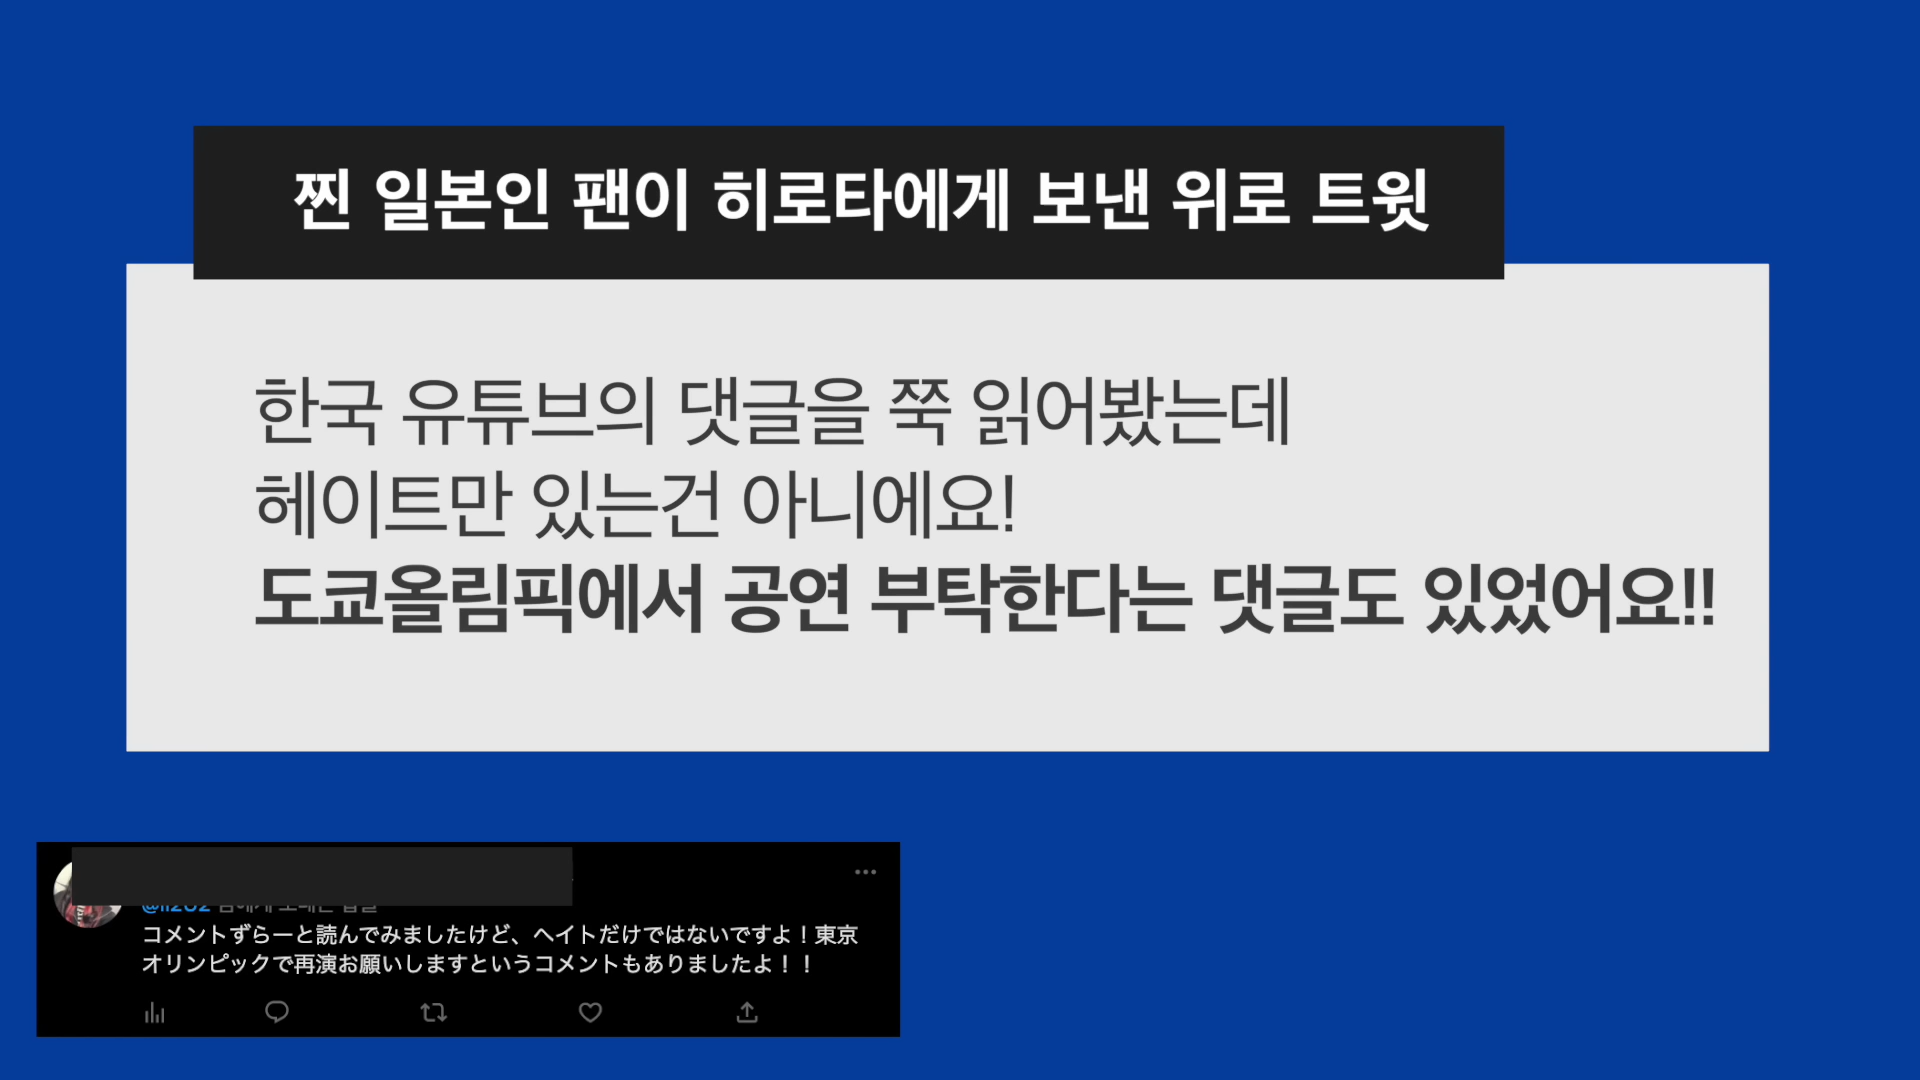 찐 일본인 팬이 히로타에게 보낸 위로 트윗
한국 유튜브의 댓글을 쭉 읽어봤는데
헤이트만 있는건 아니에요!
도쿄올림픽에서 공연 부탁한다는 댓글도 있었어요!!
コメントずらーと読んでみましたけど、ヘイトだけではないですよ！東京
オリンピックで再演お願いしますというコメントもありましたよ！！